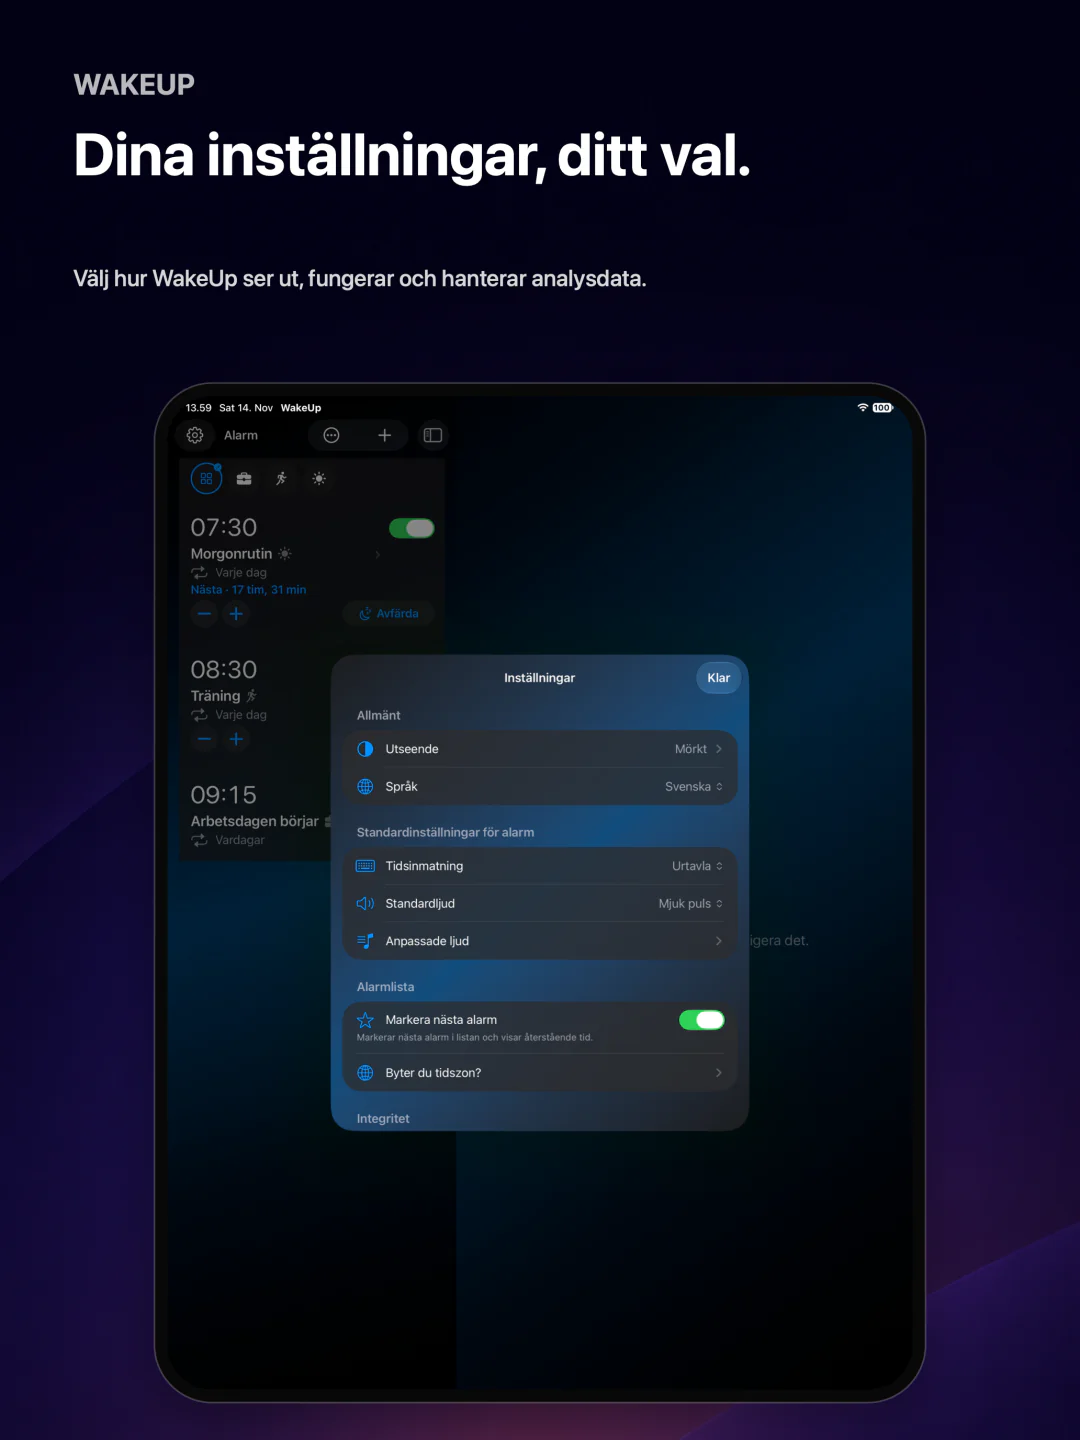 WAKEUP
Dina inställningar, ditt val.
Välj hur WakeUp ser ut, fungerar och hanterar analysdata.
13.59 Sat 14. Nov WakeUp
100
Alarm
07:30
Morgonrutin
Varje dag
Nästa · 17 tim, 31 min
Avfärda
08:30
Träning
Varje dag
09:15
Arbetsdagen börjar
Vardagar
Inställningar
Klar
Allmänt
Utseende Mörkt
Språk Svenska
Standardinställningar för alarm
Tidsinmatning Urtavla
Standardljud Mjuk puls
Anpassade ljud
igera det.
Alarmlista
Markera nästa alarm
Markerar nästa alarm i listan och visar återstående tid.
Byter du tidszon?
Integritet